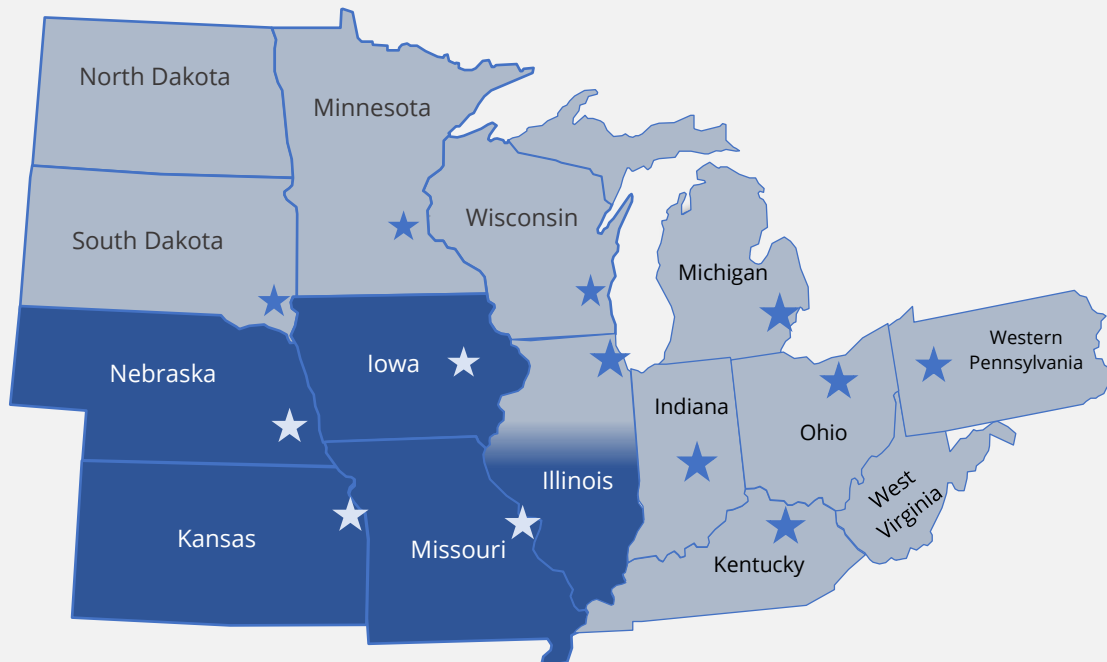 North Dakota
Minnesota
South Dakota
Wisconsin
Michigan
Nebraska
Iowa
Western
Pennsylvania
Indiana
Ohio
Illinois
West
Virginia
Kansas
Missouri
Kentucky